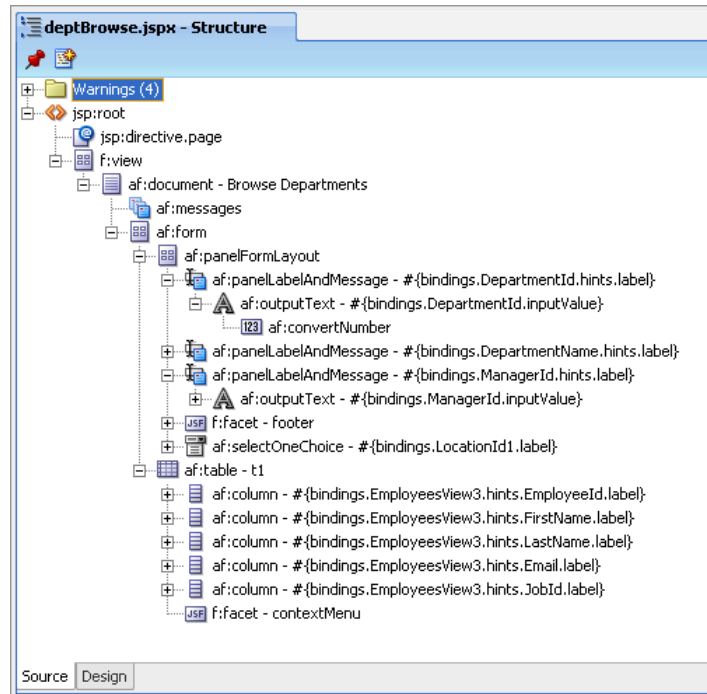 deptBrowse.jspx - Structure
Warnings (4)
jsp:root
jsp:directive.page
f:view
af:document - Browse Departments
af:messages
af:form
af:panelFormLayout
af:panelLabelAndMessage - #{bindings.DepartmentId.hints.label}
af:outputText - #{bindings.DepartmentId.inputValue}
123 af:convertNumber
af:panelLabelAndMessage - #{bindings.DepartmentName.hints.label}
af:panelLabelAndMessage - #{bindings.ManagerId.hints.label}
af:outputText - #{bindings.ManagerId.inputValue}
JSF f:facet - footer
af:selectOneChoice - #{bindings.LocationId1.label}
af:table - t1
af:column - #{bindings.EmployeesView3.hints.EmployeeId.label}
af:column - #{bindings.EmployeesView3.hints.FirstName.label}
af:column - #{bindings.EmployeesView3.hints.LastName.label}
af:column - #{bindings.EmployeesView3.hints.Email.label}
af:column - #{bindings.EmployeesView3.hints.JobId.label}
JSF f:facet - contextMenu
Source Design